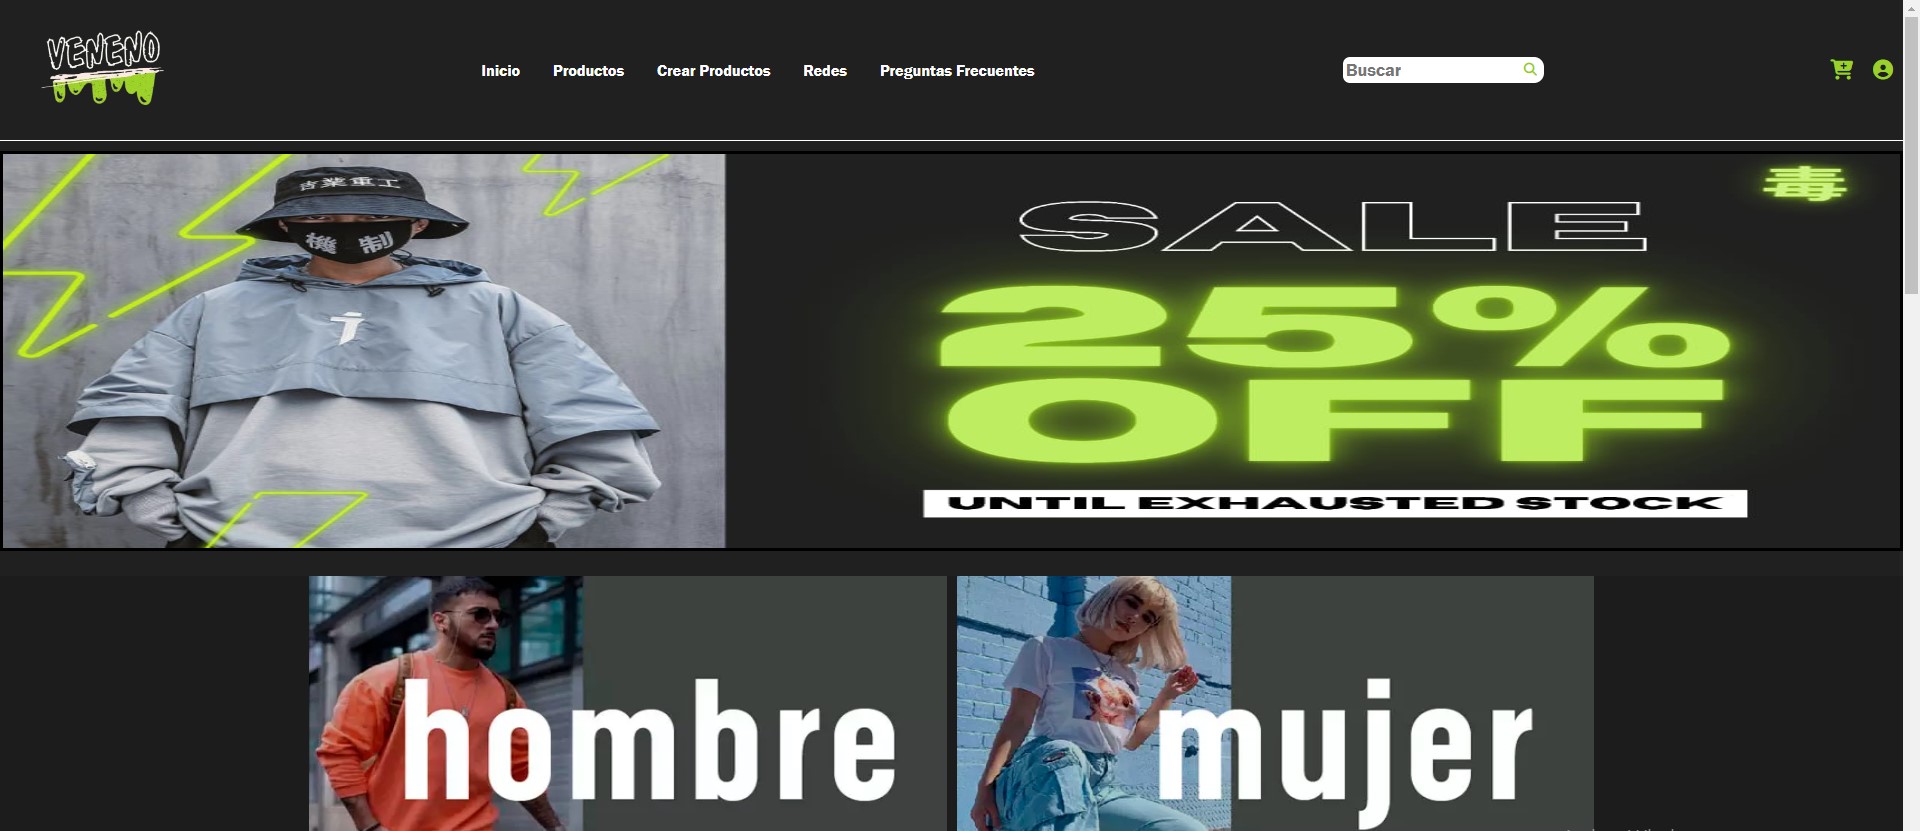 VENENO
Inicio
Productos
Crear Productos
Redes
Preguntas Frecuentes
Buscar
毒
吉業重工
機制
SALE
25%
OFF
UNTIL EXHAUSTED STOCK
hombre
mujer